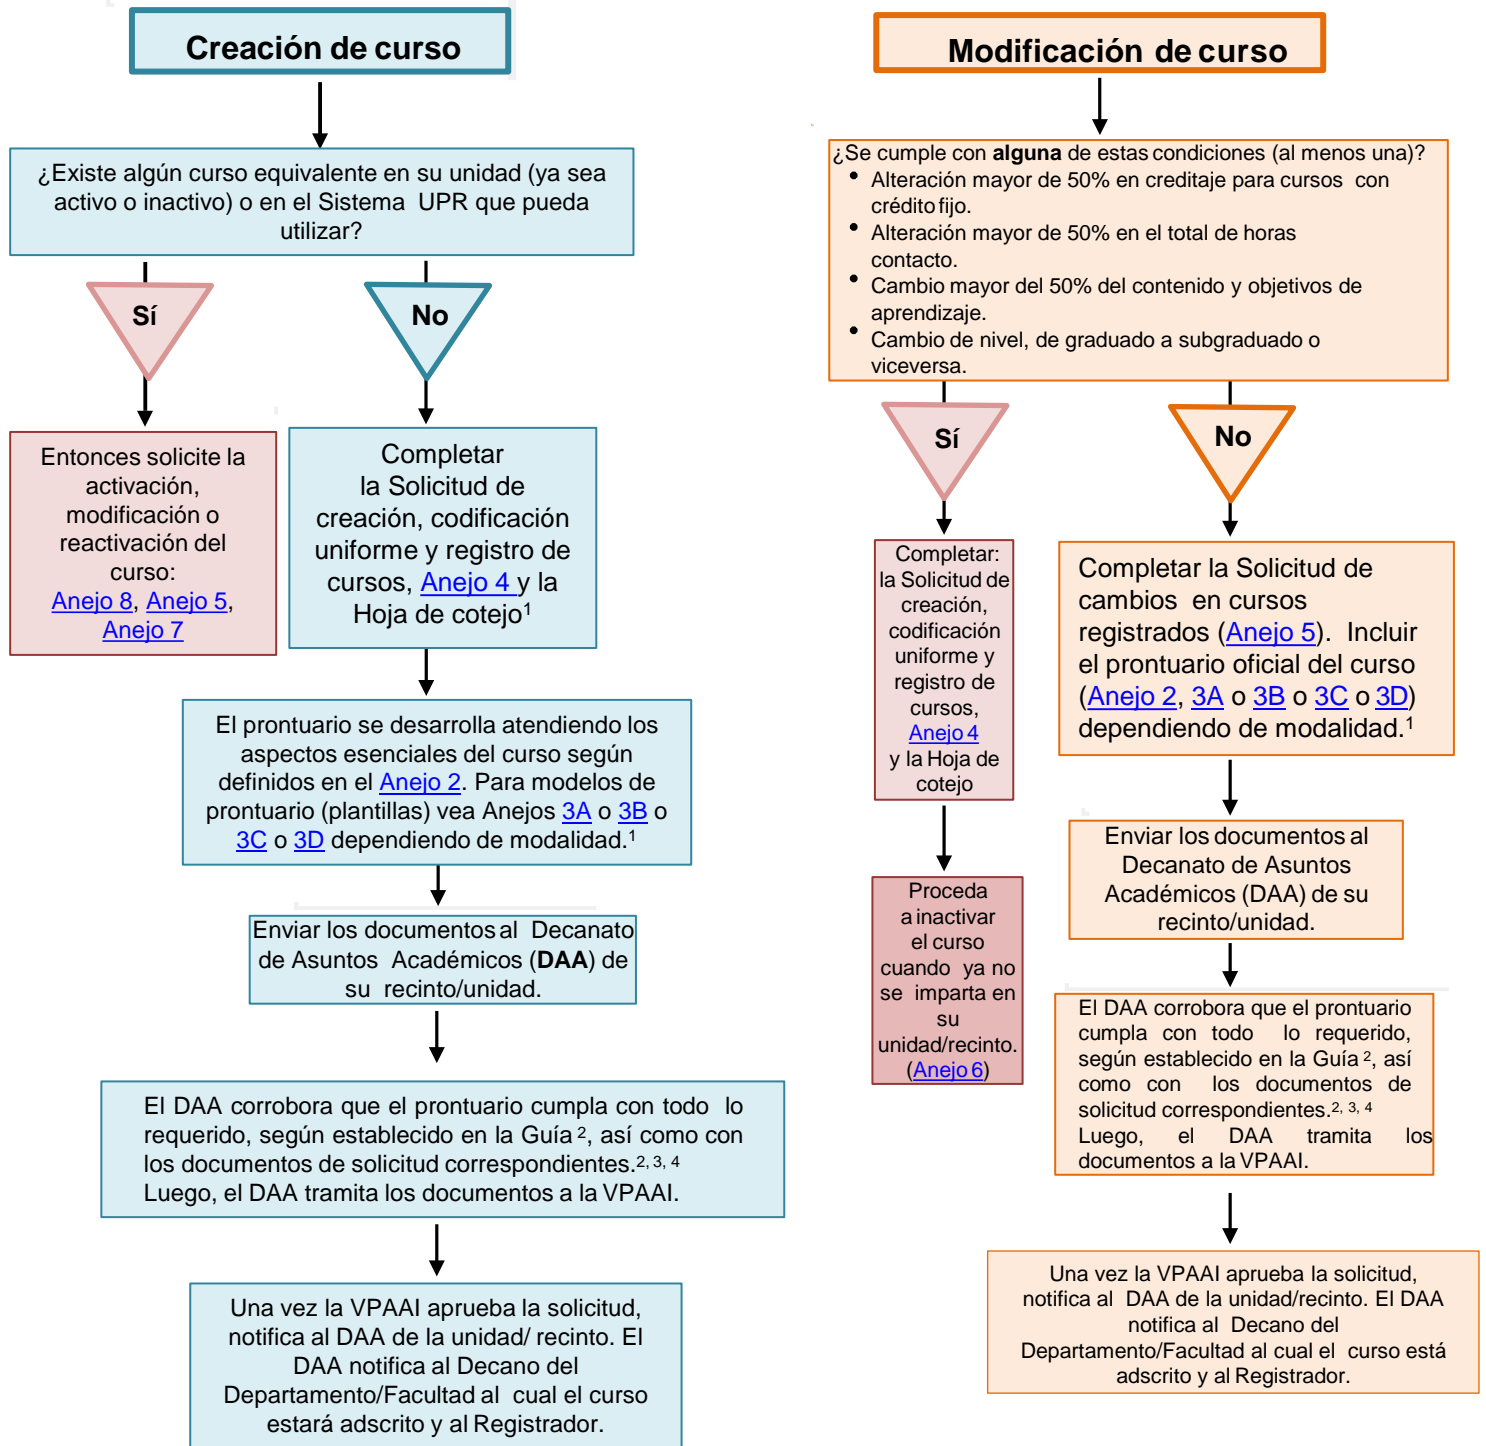 Creación de curso
¿Existe algún curso equivalente en su unidad (ya sea
activo o inactivo) o en el Sistema UPR que pueda
utilizar?
Sí
No
Entonces solicite la
activación,
modificación o
reactivación del
curso:
Anejo 8, Anejo 5,
Anejo 7
Completar
la Solicitud de
creación, codificación
uniforme y registro de
cursos, Anejo 4 y la
Hoja de cotejo1
El prontuario se desarrolla atendiendo los
aspectos esenciales del curso según
definidos en el Anejo 2. Para modelos de
prontuario (plantillas) vea Anejos 3A o 3B o
3C o 3D dependiendo de modalidad.1
Enviar los documentos al Decanato
de Asuntos Académicos (DAA) de
su recinto/unidad.
El DAA corrobora que el prontuario cumpla con todo lo
requerido, según establecido en la Guía 2, así como con
los documentos de solicitud correspondientes.2, 3, 4
Luego, el DAA tramita los documentos a la VPAAI.
Una vez la VPAAI aprueba la solicitud,
notifica al DAA de la unidad/ recinto. El
DAA notifica al Decano del
Departamento/Facultad al cual el curso
estará adscrito y al Registrador.
Modificación de curso
¿Se cumple con alguna de estas condiciones (al menos una)?
• Alteración mayor de 50% en creditaje para cursos con
crédito fijo.
• Alteración mayor de 50% en el total de horas
contacto.
• Cambio mayor del 50% del contenido y objetivos de
aprendizaje.
• Cambio de nivel, de graduado a subgraduado o
viceversa.
Sí
No
Completar:
la Solicitud de
creación,
codificación
uniforme y
registro de
cursos,
Anejo 4
y la Hoja de
cotejo
Proceda
a inactivar
el curso
cuando ya no
se imparta en
su
unidad/recinto.
(Anejo 6)
Completar la Solicitud de
cambios en cursos
registrados (Anejo 5). Incluir
el prontuario oficial del curso
(Anejo 2, 3A o 3B o 3C o 3D)
dependiendo de modalidad.1
Enviar los documentos al
Decanato de Asuntos
Académicos (DAA) de su
recinto/unidad.
El DAA corrobora que el prontuario
cumpla con todo lo requerido,
según establecido en la Guía 2, así
como con los documentos de
solicitud correspondientes.2, 3, 4
Luego, el DAA tramita los
documentos a la VPAAI.
Una vez la VPAAI aprueba la solicitud,
notifica al DAA de la unidad/recinto. El DAA
notifica al Decano del
Departamento/Facultad al cual el curso está
adscrito y al Registrador.